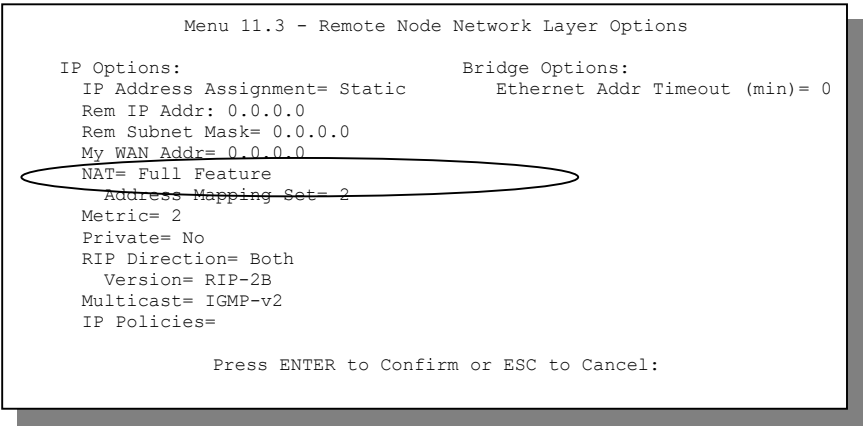 Menu 11.3 - Remote Node Network Layer Options
IP Options: Bridge Options:
IP Address Assignment= Static Ethernet Addr Timeout (min)= 0
Rem IP Addr: 0.0.0.0
Rem Subnet Mask= 0.0.0.0
My WAN Addr= 0.0.0.0
NAT= Full Feature
Address Mapping Set= 2
Metric= 2
Private= No
RIP Direction= Both
Version= RIP-2B
Multicast= IGMP-v2
IP Policies=
Press ENTER to Confirm or ESC to Cancel: